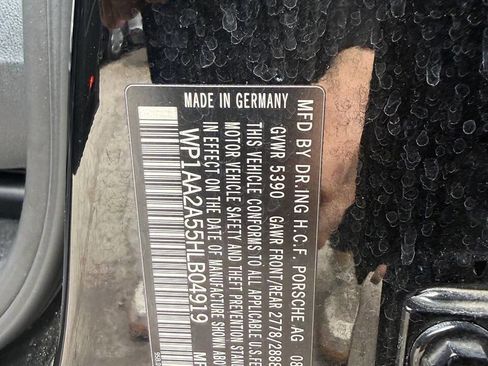 MFD BY DR.ING H.C.F. PORSCHE AG 08
GVWR 5390 GAWR FRONT/REAR 2778/2888
THIS VEHICLE CONFORMS TO ALL APPLICABLE U.S.FE
MOTOR VEHICLE SAFETY AND THEFT PREVENTION STAN
IN EFFECT ON THE DATE OF MANUFACTURE SHOWN
WP1AA2A55HLB04919 MF
MADE IN GERMANY